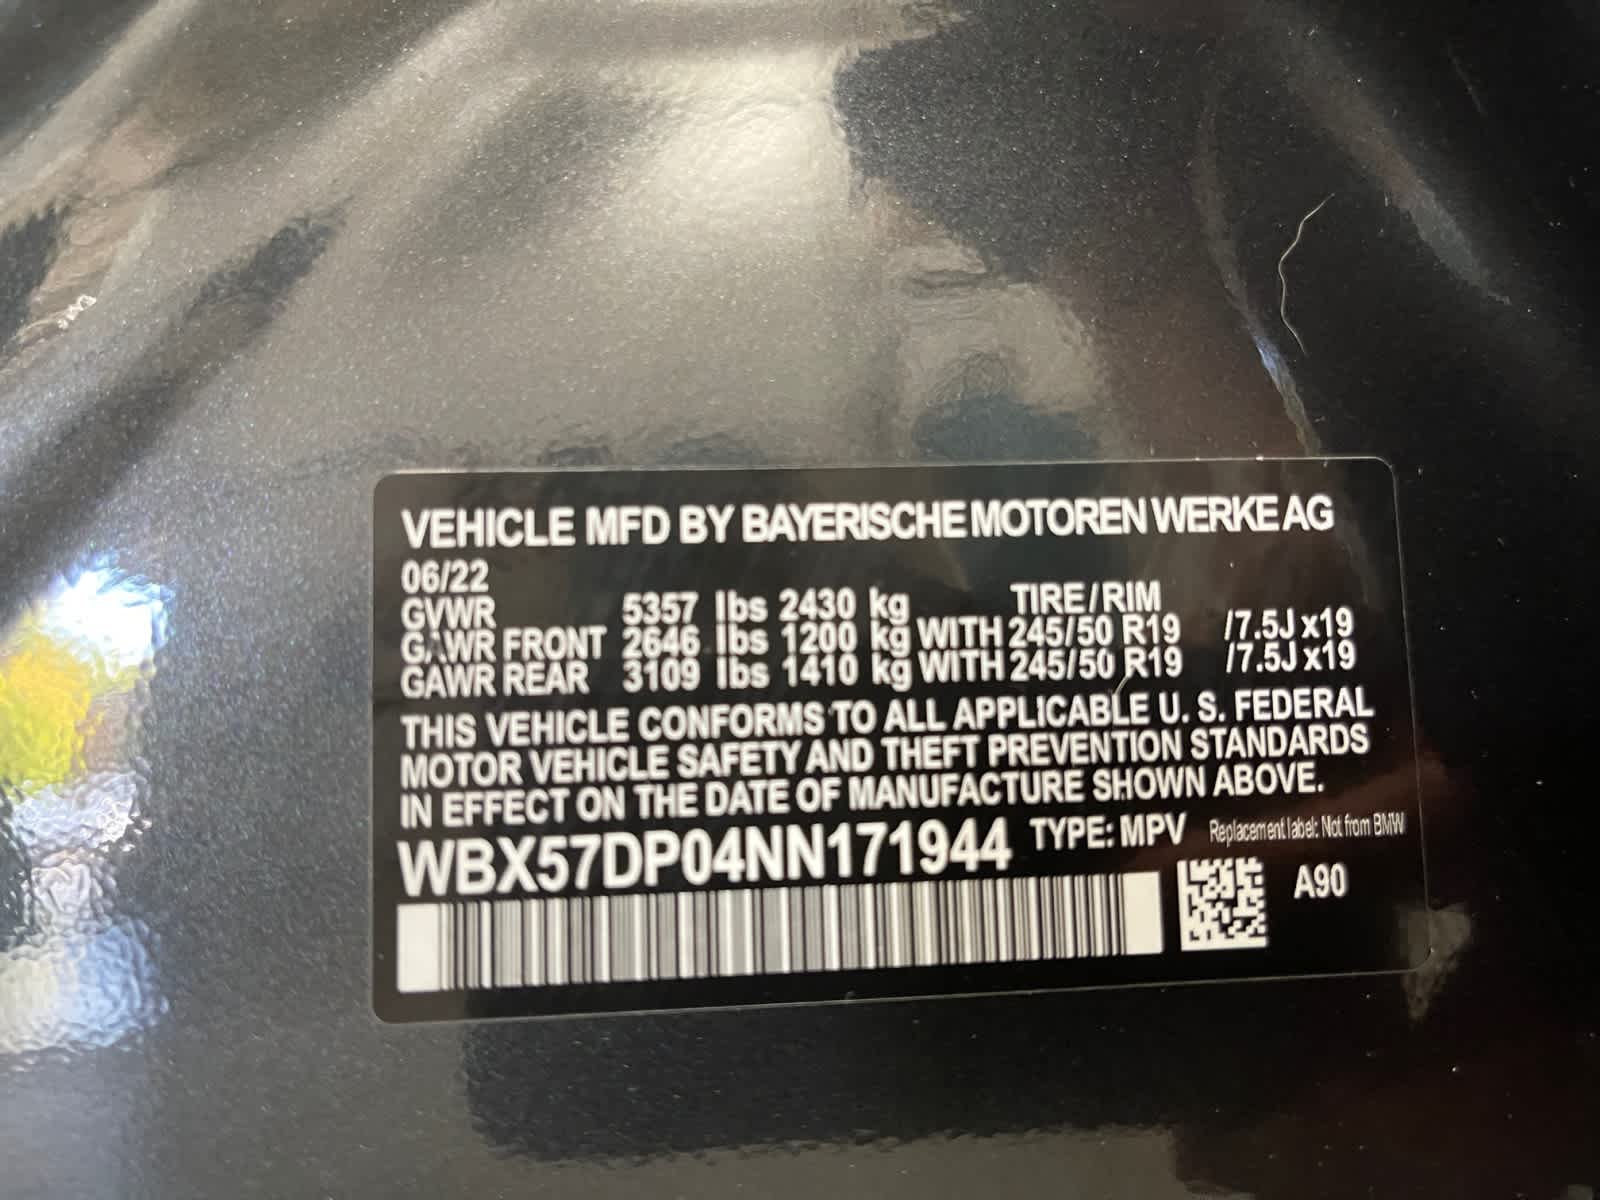 VEHICLE MFD BY BAYERISCHE MOTOREN WERKE AG
06/22 TIRE/RIM
GVWR 5357 lbs 2430 kg
GAWR FRONT 2646 lbs 1200 kg WITH 245/50 R19 /7.5J x19
GAWR REAR 3109 lbs 1410 kg WITH 245/50 R19 /7.5J x19
THIS VEHICLE CONFORMS TO ALL APPLICABLE U. S. FEDERAL
MOTOR VEHICLE SAFETY AND THEFT PREVENTION STANDARDS
IN EFFECT ON THE DATE OF MANUFACTURE SHOWN ABOVE.
WBX57DP04NN171944 TYPE: MPV Replacement label: Not from BMW
A90